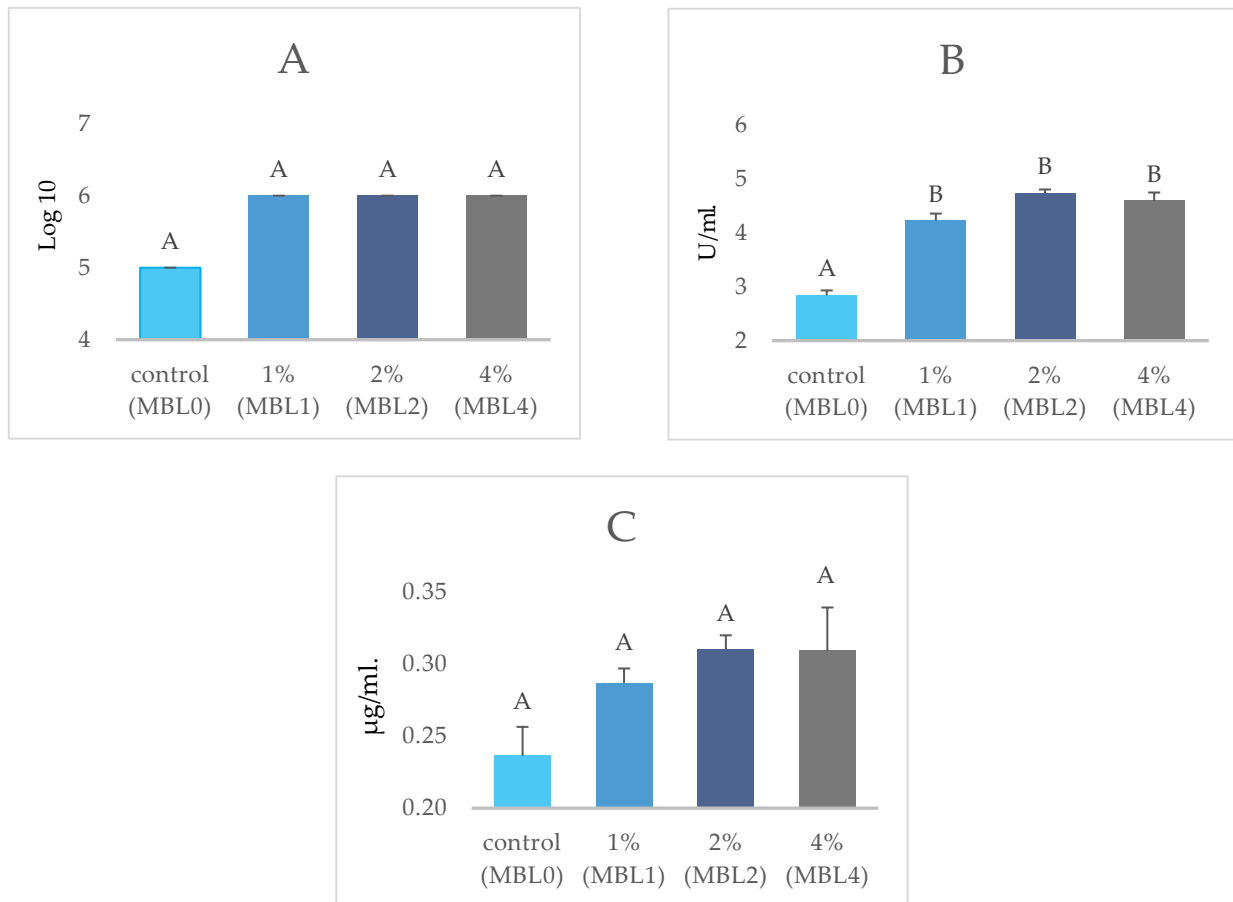 A
7
6
5
4
Log 10
A
A
A
A
control
(MBL0)
1%
(MBL1)
2%
(MBL2)
4%
(MBL4)
B
6
5
4
3
2
U/ml.
A
B
B
B
control
(MBL0)
1%
(MBL1)
2%
(MBL2)
4%
(MBL4)
C
0.35
0.30
0.25
0.20
µg/ml.
A
A
A
A
control
(MBL0)
1%
(MBL1)
2%
(MBL2)
4%
(MBL4)